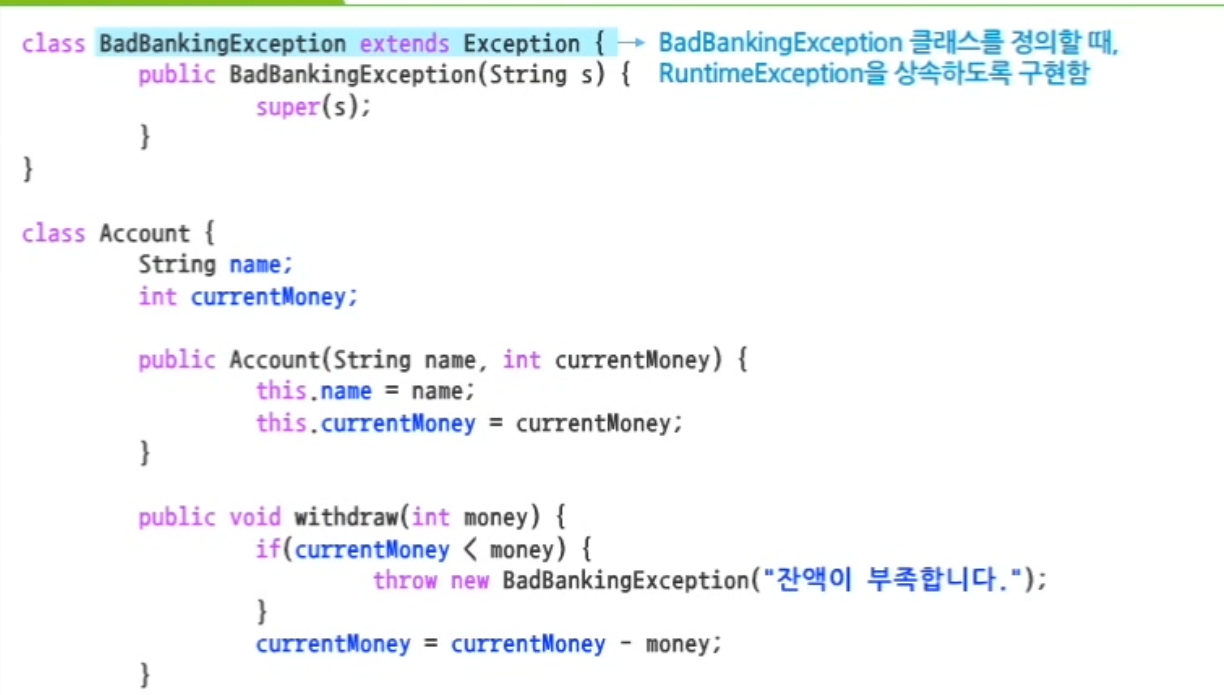 class BadBankingException extends Exception { → BadBankingException 클래스를 정의할 때,
public BadBankingException(String s) { RuntimeException을 상속하도록 구현함
super(s);
}
}
class Account {
String name;
int currentMoney;
public Account(String name, int currentMoney) {
this.name = name;
this.currentMoney = currentMoney;
}
public void withdraw(int money) {
if(currentMoney < money) {
throw new BadBankingException("잔액이 부족합니다.");
}
currentMoney = currentMoney - money;
}